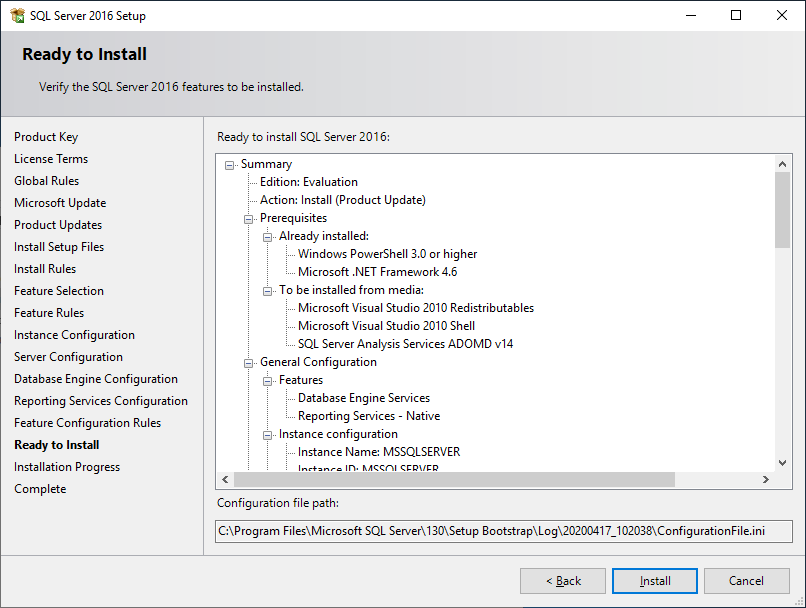 SQL Server 2016 Setup
Ready to Install
Verify the SQL Server 2016 features to be installed.
Product Key
License Terms
Global Rules
Microsoft Update
Product Updates
Install Setup Files
Install Rules
Feature Selection
Feature Rules
Instance Configuration
Server Configuration
Database Engine Configuration
Reporting Services Configuration
Feature Configuration Rules
Ready to Install
Installation Progress
Complete
Ready to install SQL Server 2016:
Summary
Edition: Evaluation
Action: Install (Product Update)
Prerequisites
Already installed:
Windows PowerShell 3.0 or higher
Microsoft .NET Framework 4.6
To be installed from media:
Microsoft Visual Studio 2010 Redistributables
Microsoft Visual Studio 2010 Shell
SQL Server Analysis Services ADOMD v14
General Configuration
Features
Database Engine Services
Reporting Services - Native
Instance configuration
Instance Name: MSSQLSERVER
Instance ID: MSSQLSERVER
Configuration file path:
C:\Program Files\Microsoft SQL Server\130\Setup Bootstrap\Log\20200417_102038\ConfigurationFile.ini
< Back
Install
Cancel